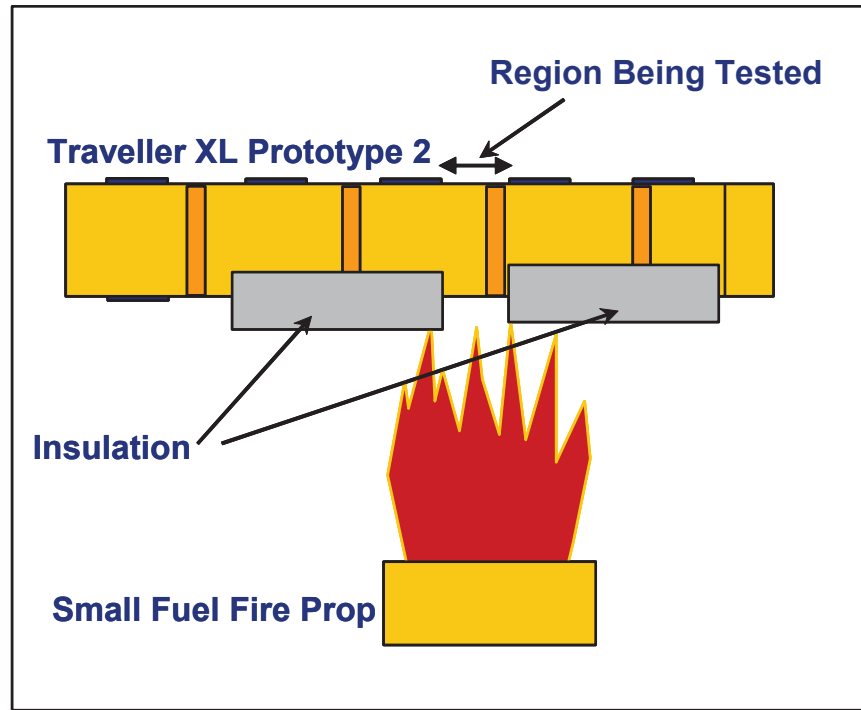 Region Being Tested
Traveller XL Prototype 2
Insulation
Small Fuel Fire Prop